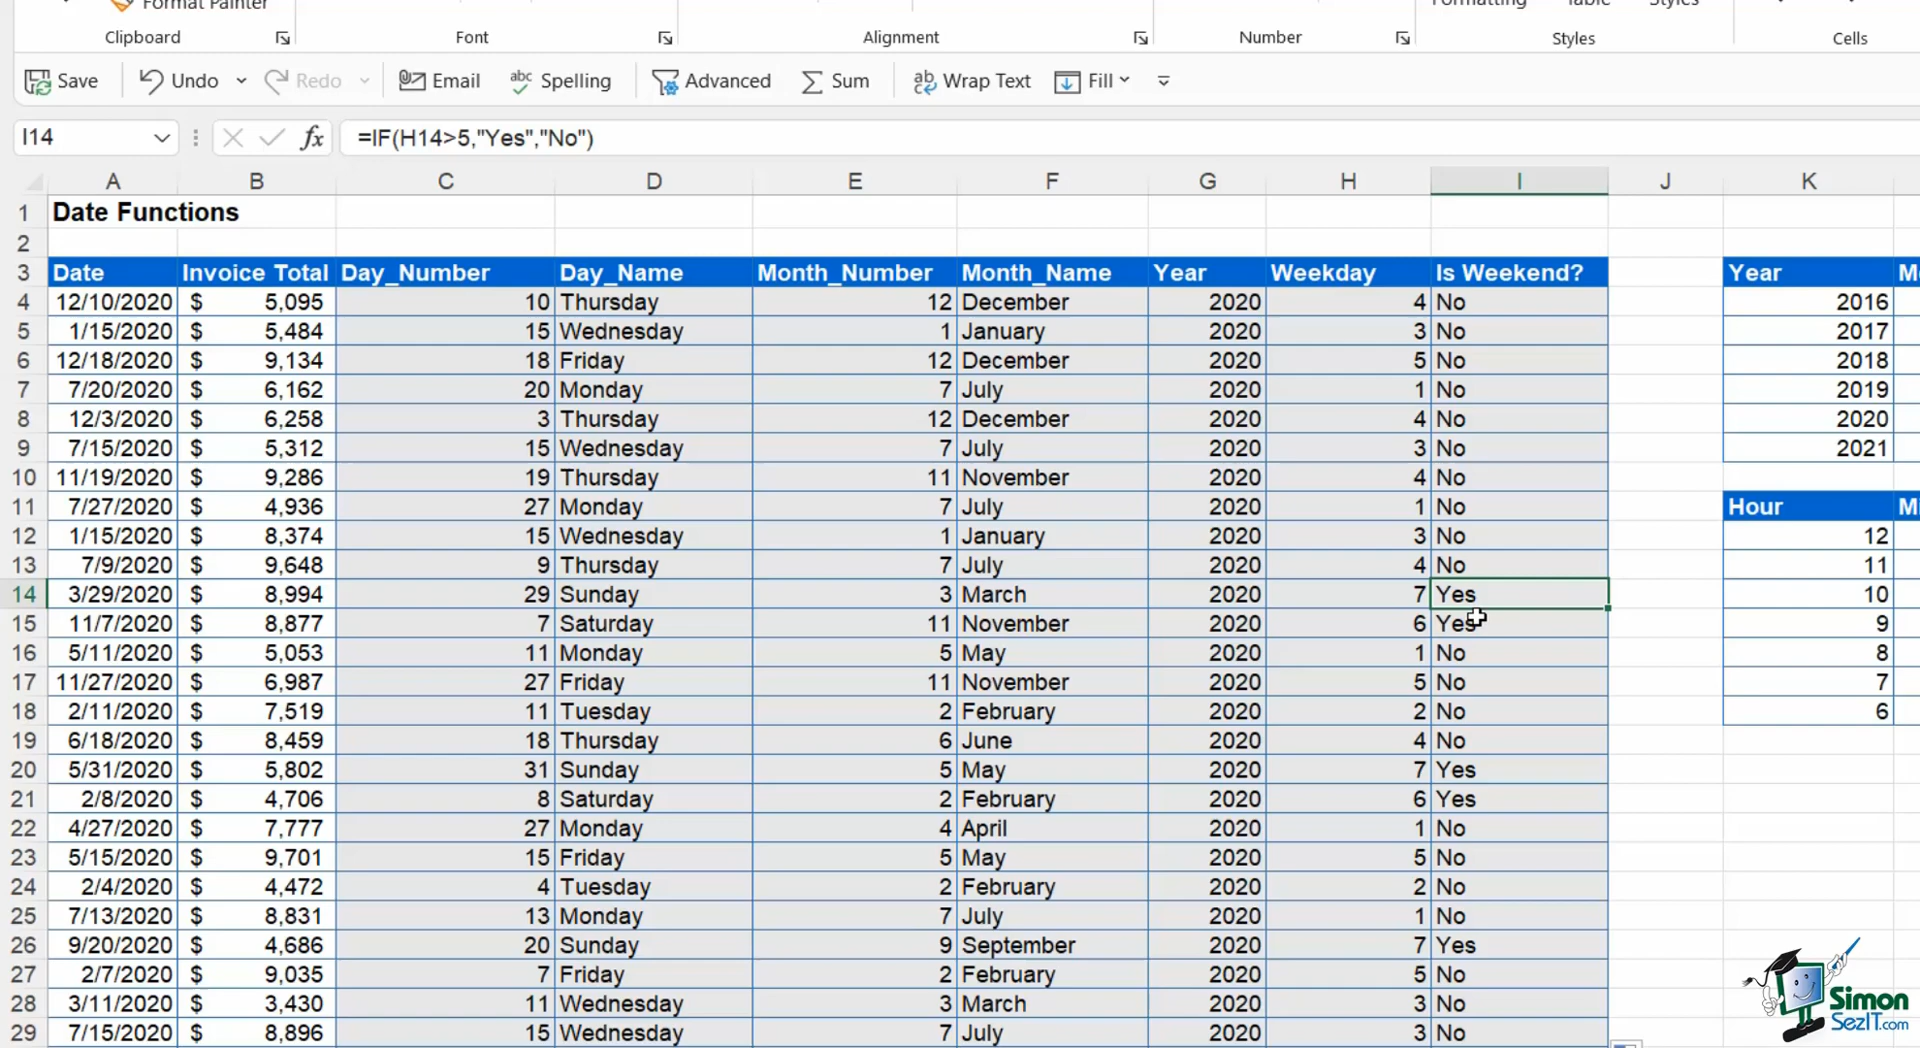 Format Painter
Clipboard Font Alignment Number Styles Cells
Save Undo Redo Email Spelling Advanced Sum Wrap Text Fill
I14 fx =IF(H14>5,"Yes","No")
A B C D E F G H I J K
1 Date Functions
2
3 Date Invoice Total Day_Number Day_Name Month_Number Month_Name Year Weekday Is Weekend? Year
4 12/10/2020 $ 5,095 10 Thursday 12 December 2020 4 No 2016
5 1/15/2020 $ 5,484 15 Wednesday 1 January 2020 3 No 2017
6 12/18/2020 $ 9,134 18 Friday 12 December 2020 5 No 2018
7 7/20/2020 $ 6,162 20 Monday 7 July 2020 1 No 2019
8 12/3/2020 $ 6,258 3 Thursday 12 December 2020 4 No 2020
9 7/15/2020 $ 5,312 15 Wednesday 7 July 2020 3 No 2021
10 11/19/2020 $ 9,286 19 Thursday 11 November 2020 4 No
11 7/27/2020 $ 4,936 27 Monday 7 July 2020 1 No Hour
12 1/15/2020 $ 8,374 15 Wednesday 1 January 2020 3 No 12
13 7/9/2020 $ 9,648 9 Thursday 7 July 2020 4 No 11
14 3/29/2020 $ 8,994 29 Sunday 3 March 2020 7 Yes 10
15 11/7/2020 $ 8,877 7 Saturday 11 November 2020 6 Yes 9
16 5/11/2020 $ 5,053 11 Monday 5 May 2020 1 No 8
17 11/27/2020 $ 6,987 27 Friday 11 November 2020 5 No 7
18 2/11/2020 $ 7,519 11 Tuesday 2 February 2020 2 No 6
19 6/18/2020 $ 8,459 18 Thursday 6 June 2020 4 No
20 5/31/2020 $ 5,802 31 Sunday 5 May 2020 7 Yes
21 2/8/2020 $ 4,706 8 Saturday 2 February 2020 6 Yes
22 4/27/2020 $ 7,777 27 Monday 4 April 2020 1 No
23 5/15/2020 $ 9,701 15 Friday 5 May 2020 5 No
24 2/4/2020 $ 4,472 4 Tuesday 2 February 2020 2 No
25 7/13/2020 $ 8,831 13 Monday 7 July 2020 1 No
26 9/20/2020 $ 4,686 20 Sunday 9 September 2020 7 Yes
27 2/7/2020 $ 9,035 7 Friday 2 February 2020 5 No
28 3/11/2020 $ 3,430 11 Wednesday 3 March 2020 3 No
29 7/15/2020 $ 8,896 15 Wednesday 7 July 2020 3 No
Simon
SezIT.com